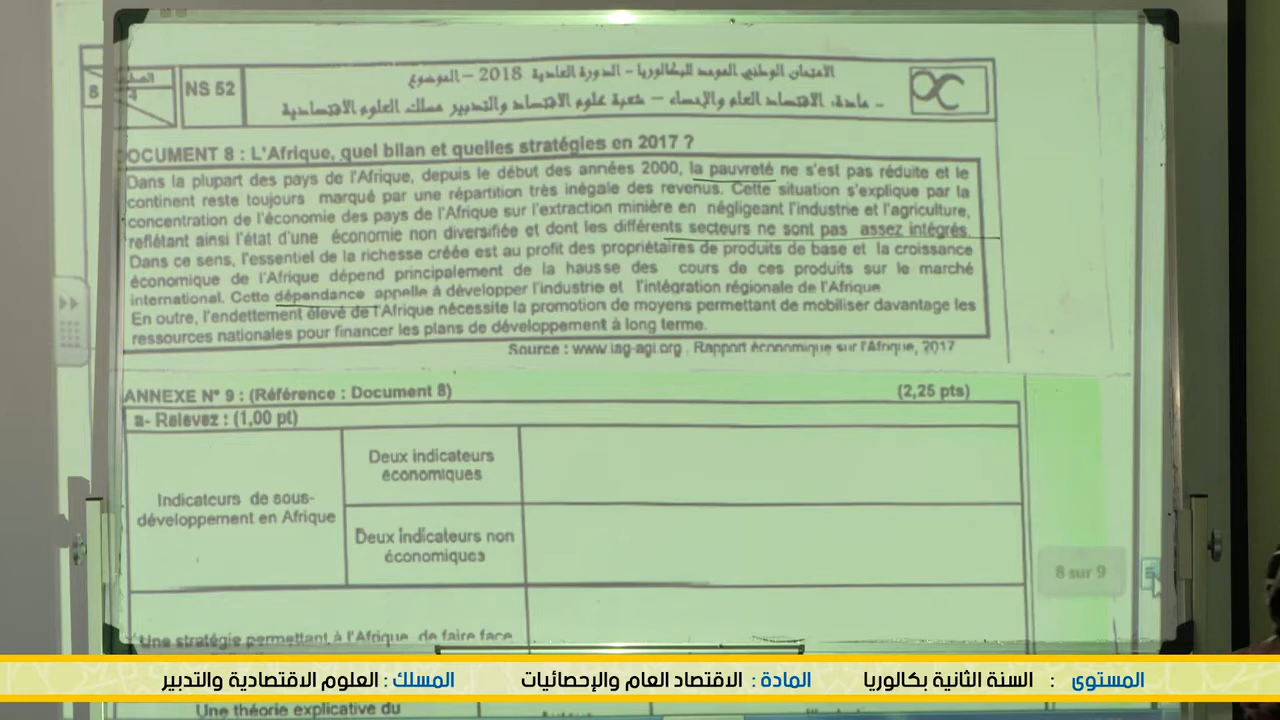 الامتحان الوطني الموحد للبكالوريا – الدورة العادية 2018 – الموضوع
NS 52
8
– مادة: الاقتصاد العام والإحصاء – شعبة علوم الاقتصاد والتدبير مسلك العلوم الاقتصادية
OCUMENT 8 : L'Afrique, quel bilan et quelles stratégies en 2017 ?
Dans la plupart des pays de l'Afrique, depuis le début des années 2000, la pauvreté ne s'est pas réduite et le
continent reste toujours marqué par une répartition très inégale des revenus. Cette situation s'explique par la
concentration de l'économie des pays de l'Afrique sur l'extraction minière en négligeant l'industrie et l'agriculture,
reflétant ainsi l'état d'une économie non diversifiée et dont les différents secteurs ne sont pas assez intégrés.
Dans ce sens, l'essentiel de la richesse créée est au profit des propriétaires de produits de base et la croissance
économique de l'Afrique dépend principalement de la hausse des cours de ces produits sur le marché
international. Cette dépendance appelle à développer l'industrie et l'intégration régionale de l'Afrique
En outre, l'endettement élevé de l'Afrique nécessite la promotion de moyens permettant de mobiliser davantage les
ressources nationales pour financer les plans de développement à long terme.
Source : www iag-agi.org , Rapport économique sur l'Afrique, 2017
ANNEXE N° 9 : (Référence : Document 8) (2,25 pts)
a- Relevez : (1,00 pt)
Indicateurs de sous-
développement en Afrique
Deux indicateurs
économiques
Deux indicateurs non
économiques
8 sur 9
Une stratégie permettant à l'Afrique de faire face
المستوى : السنة الثانية بكالوريا المادة : الاقتصاد العام والإحصائيات المسلك : العلوم الاقتصادية والتدبير
Une théorie explicative du